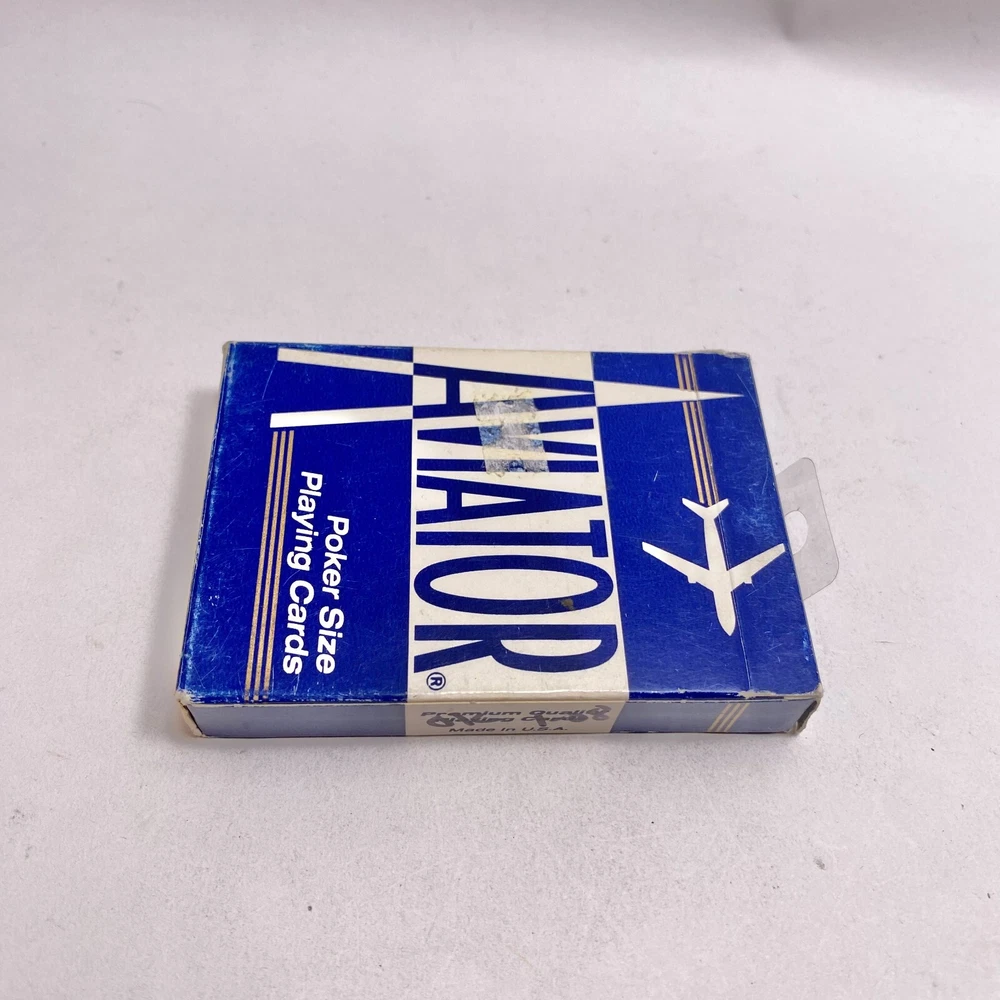 AVIATOR®
Poker Size
Playing Cards
Premium Quality
Made in U.S.A.